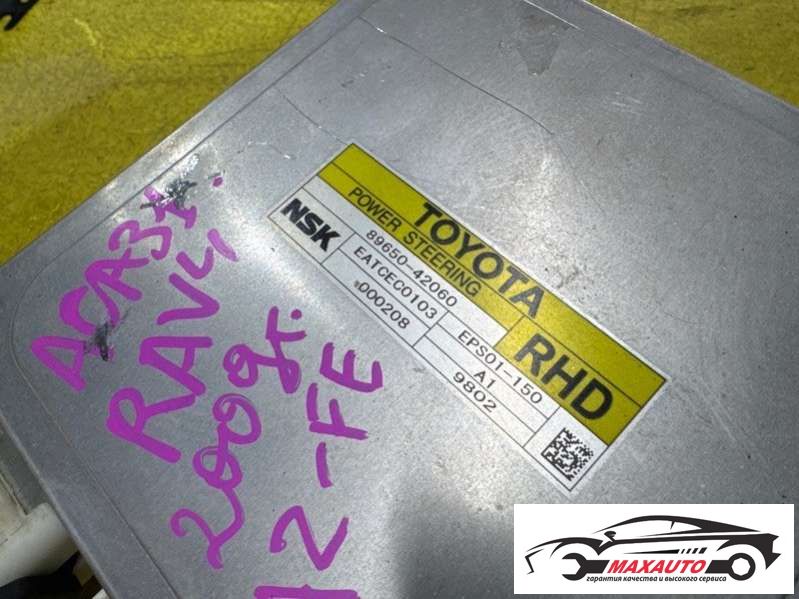 TOYOTA
POWER STEERING
RHD
NSK
89650-42060
EATCEC0103
EPS01-150
000208
A1
9802
ACA31.
RAV4
2009г.
12-FE
MAXAUTO
гарантия качества и высокого сервиса